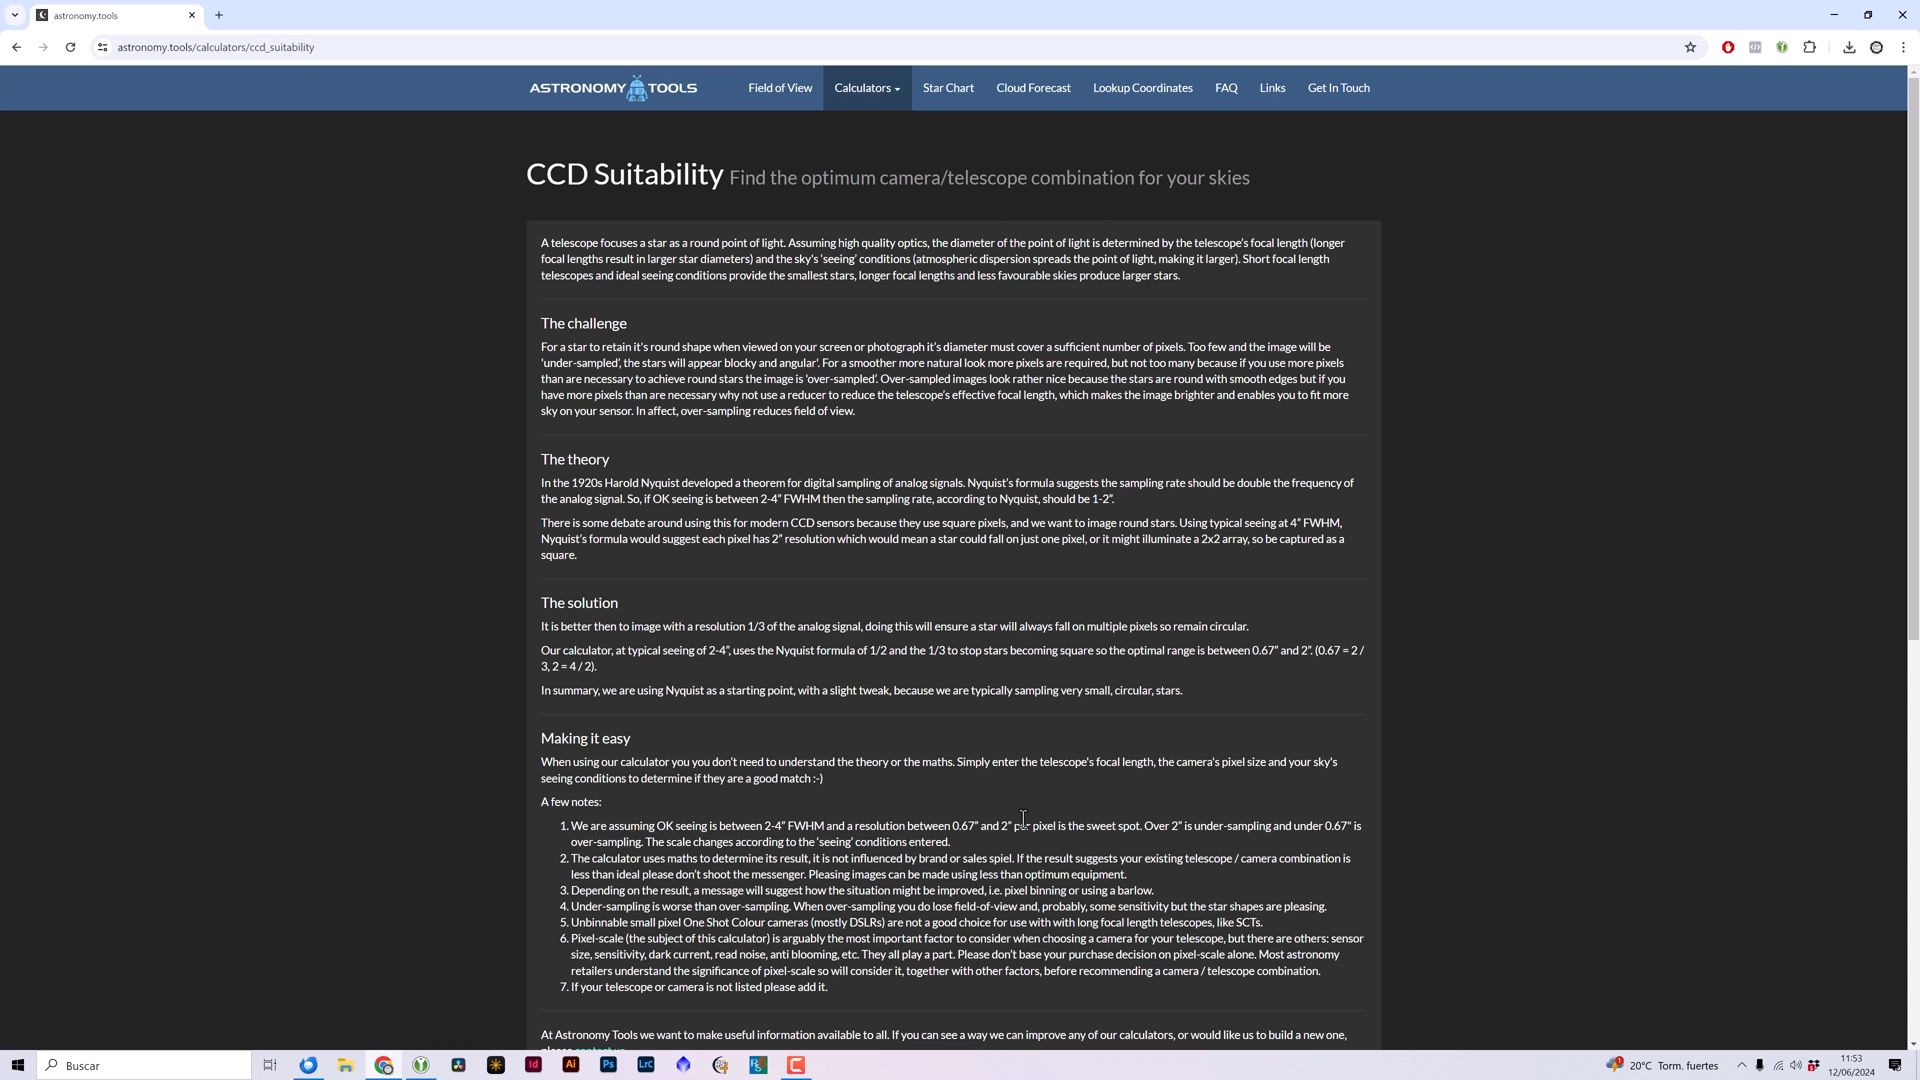 astronomy.tools
astronomy.tools/calculators/ccd_suitability
ASTRONOMY TOOLS
Field of View
Calculators
Star Chart
Cloud Forecast
Lookup Coordinates
FAQ
Links
Get In Touch
CCD Suitability Find the optimum camera/telescope combination for your skies
A telescope focuses a star as a round point of light. Assuming high quality optics, the diameter of the point of light is determined by the telescope's focal length (longer
focal lengths result in larger star diameters) and the sky's 'seeing' conditions (atmospheric dispersion spreads the point of light, making it larger). Short focal length
telescopes and ideal seeing conditions provide the smallest stars, longer focal lengths and less favourable skies produce larger stars.
The challenge
For a star to retain it's round shape when viewed on your screen or photograph it's diameter must cover a sufficient number of pixels. Too few and the image will be
'under-sampled', the stars will appear blocky and angular'. For a smoother more natural look more pixels are required, but not too many because if you use more pixels
than are necessary to achieve round stars the image is 'over-sampled'. Over-sampled images look rather nice because the stars are round with smooth edges but if you
have more pixels than are necessary why not use a reducer to reduce the telescope's effective focal length, which makes the image brighter and enables you to fit more
sky on your sensor. In affect, over-sampling reduces field of view.
The theory
In the 1920s Harold Nyquist developed a theorem for digital sampling of analog signals. Nyquist's formula suggests the sampling rate should be double the frequency of
the analog signal. So, if OK seeing is between 2-4" FWHM then the sampling rate, according to Nyquist, should be 1-2".
There is some debate around using this for modern CCD sensors because they use square pixels, and we want to image round stars. Using typical seeing at 4" FWHM,
Nyquist's formula would suggest each pixel has 2" resolution which would mean a star could fall on just one pixel, or it might illuminate a 2x2 array, so be captured as a
square.
The solution
It is better then to image with a resolution 1/3 of the analog signal, doing this will ensure a star will always fall on multiple pixels so remain circular.
Our calculator, at typical seeing of 2-4", uses the Nyquist formula of 1/2 and the 1/3 to stop stars becoming square so the optimal range is between 0.67" and 2". (0.67 = 2 /
3, 2 = 4 / 2).
In summary, we are using Nyquist as a starting point, with a slight tweak, because we are typically sampling very small, circular, stars.
Making it easy
When using our calculator you you don't need to understand the theory or the maths. Simply enter the telescope's focal length, the camera's pixel size and your sky's
seeing conditions to determine if they are a good match :-)
A few notes:
1. We are assuming OK seeing is between 2-4" FWHM and a resolution between 0.67" and 2" per pixel is the sweet spot. Over 2" is under-sampling and under 0.67" is
over-sampling. The scale changes according to the 'seeing' conditions entered.
2. The calculator uses maths to determine its result, it is not influenced by brand or sales spiel. If the result suggests your existing telescope / camera combination is
less than ideal please don't shoot the messenger. Pleasing images can be made using less than optimum equipment.
3. Depending on the result, a message will suggest how the situation might be improved, i.e. pixel binning or using a barlow.
4. Under-sampling is worse than over-sampling. When over-sampling you do lose field-of-view and, probably, some sensitivity but the star shapes are pleasing.
5. Unbinnable small pixel One Shot Colour cameras (mostly DSLRs) are not a good choice for use with with long focal length telescopes, like SCTs.
6. Pixel-scale (the subject of this calculator) is arguably the most important factor to consider when choosing a camera for your telescope, but there are others: sensor
size, sensitivity, dark current, read noise, anti blooming, etc. They all play a part. Please don't base your purchase decision on pixel-scale alone. Most astronomy
retailers understand the significance of pixel-scale so will consider it, together with other factors, before recommending a camera / telescope combination.
7. If your telescope or camera is not listed please add it.
At Astronomy Tools we want to make useful information available to all. If you can see a way we can improve any of our calculators, or would like us to build a new one,
please contact us
Buscar
Id
Ai
Ps
LrC
20°C Torm. fuertes
11:53
12/06/2024